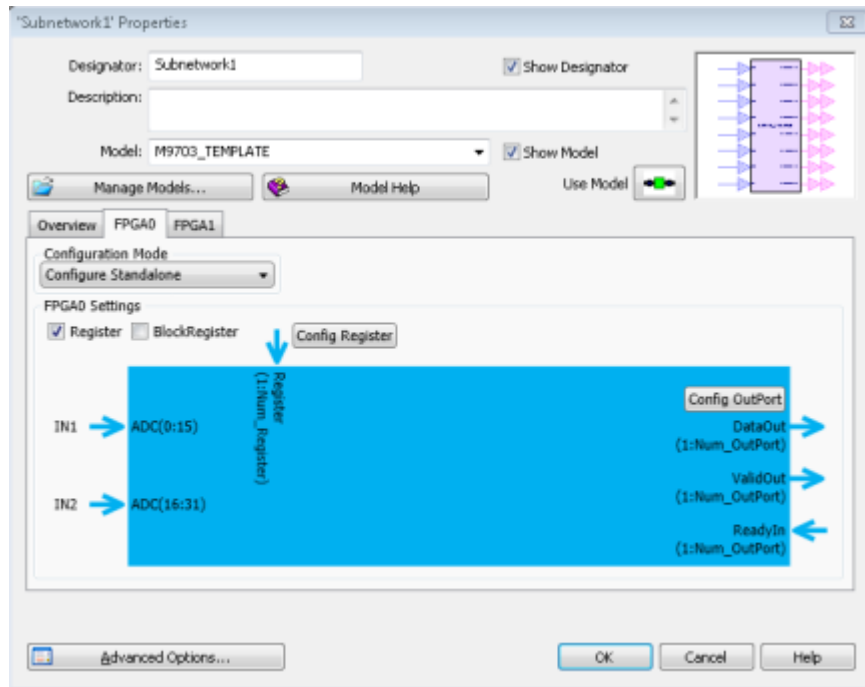 'Subnetwork1' Properties
Designator: Subnetwork1
Show Designator
Description:
Model: M9703_TEMPLATE
Show Model
Manage Models...
Model Help
Use Model
Overview FPGA0 FPGA1
Configuration Mode
Configure Standalone
FPGA0 Settings
Register BlockRegister
Config Register
Register
(1:Num_Register)
IN1 ADC(0:15)
IN2 ADC(16:31)
Config OutPort
DataOut
(1:Num_OutPort)
ValidOut
(1:Num_OutPort)
ReadyIn
(1:Num_OutPort)
Advanced Options...
OK Cancel Help